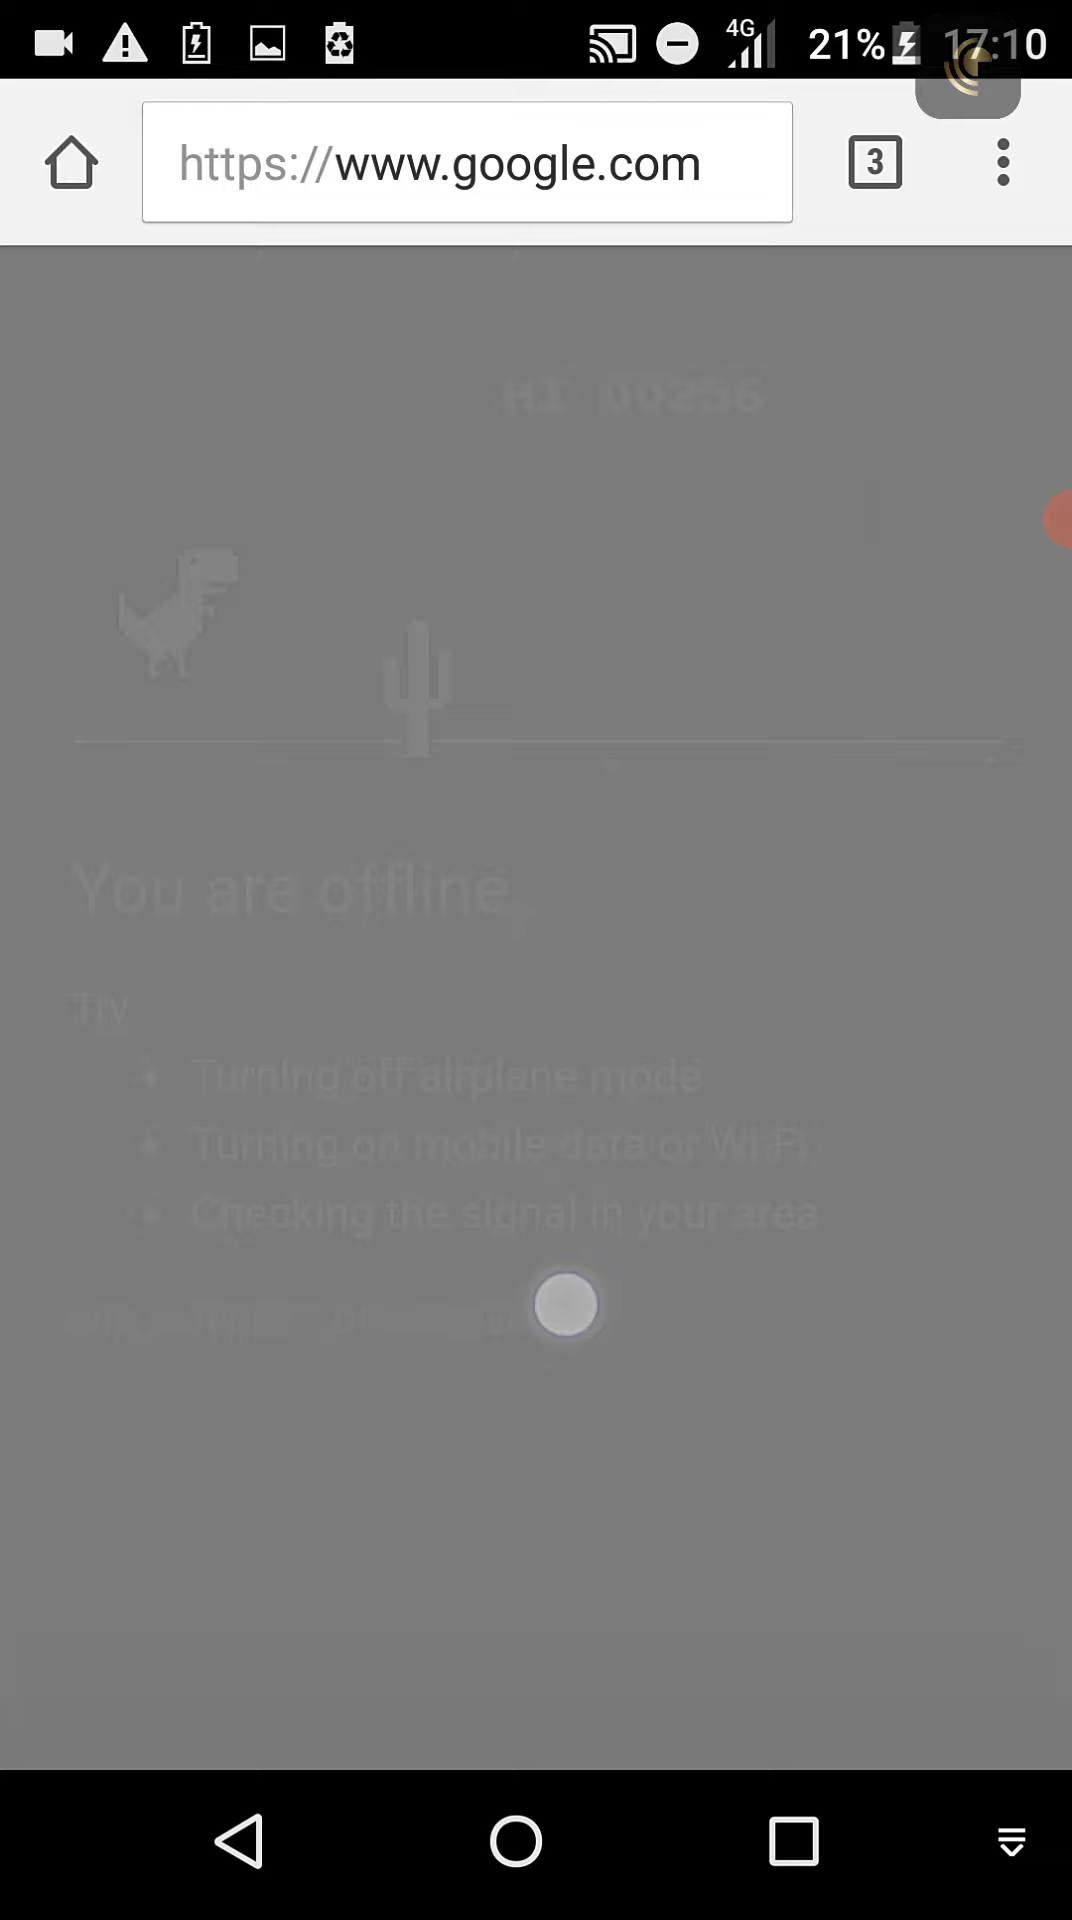 4G 21% 17:10
https://www.google.com 3
HI 00256
You are offline.
Try
Turning off airplane mode
Turning on mobile data or Wi-Fi
Checking the signal in your area